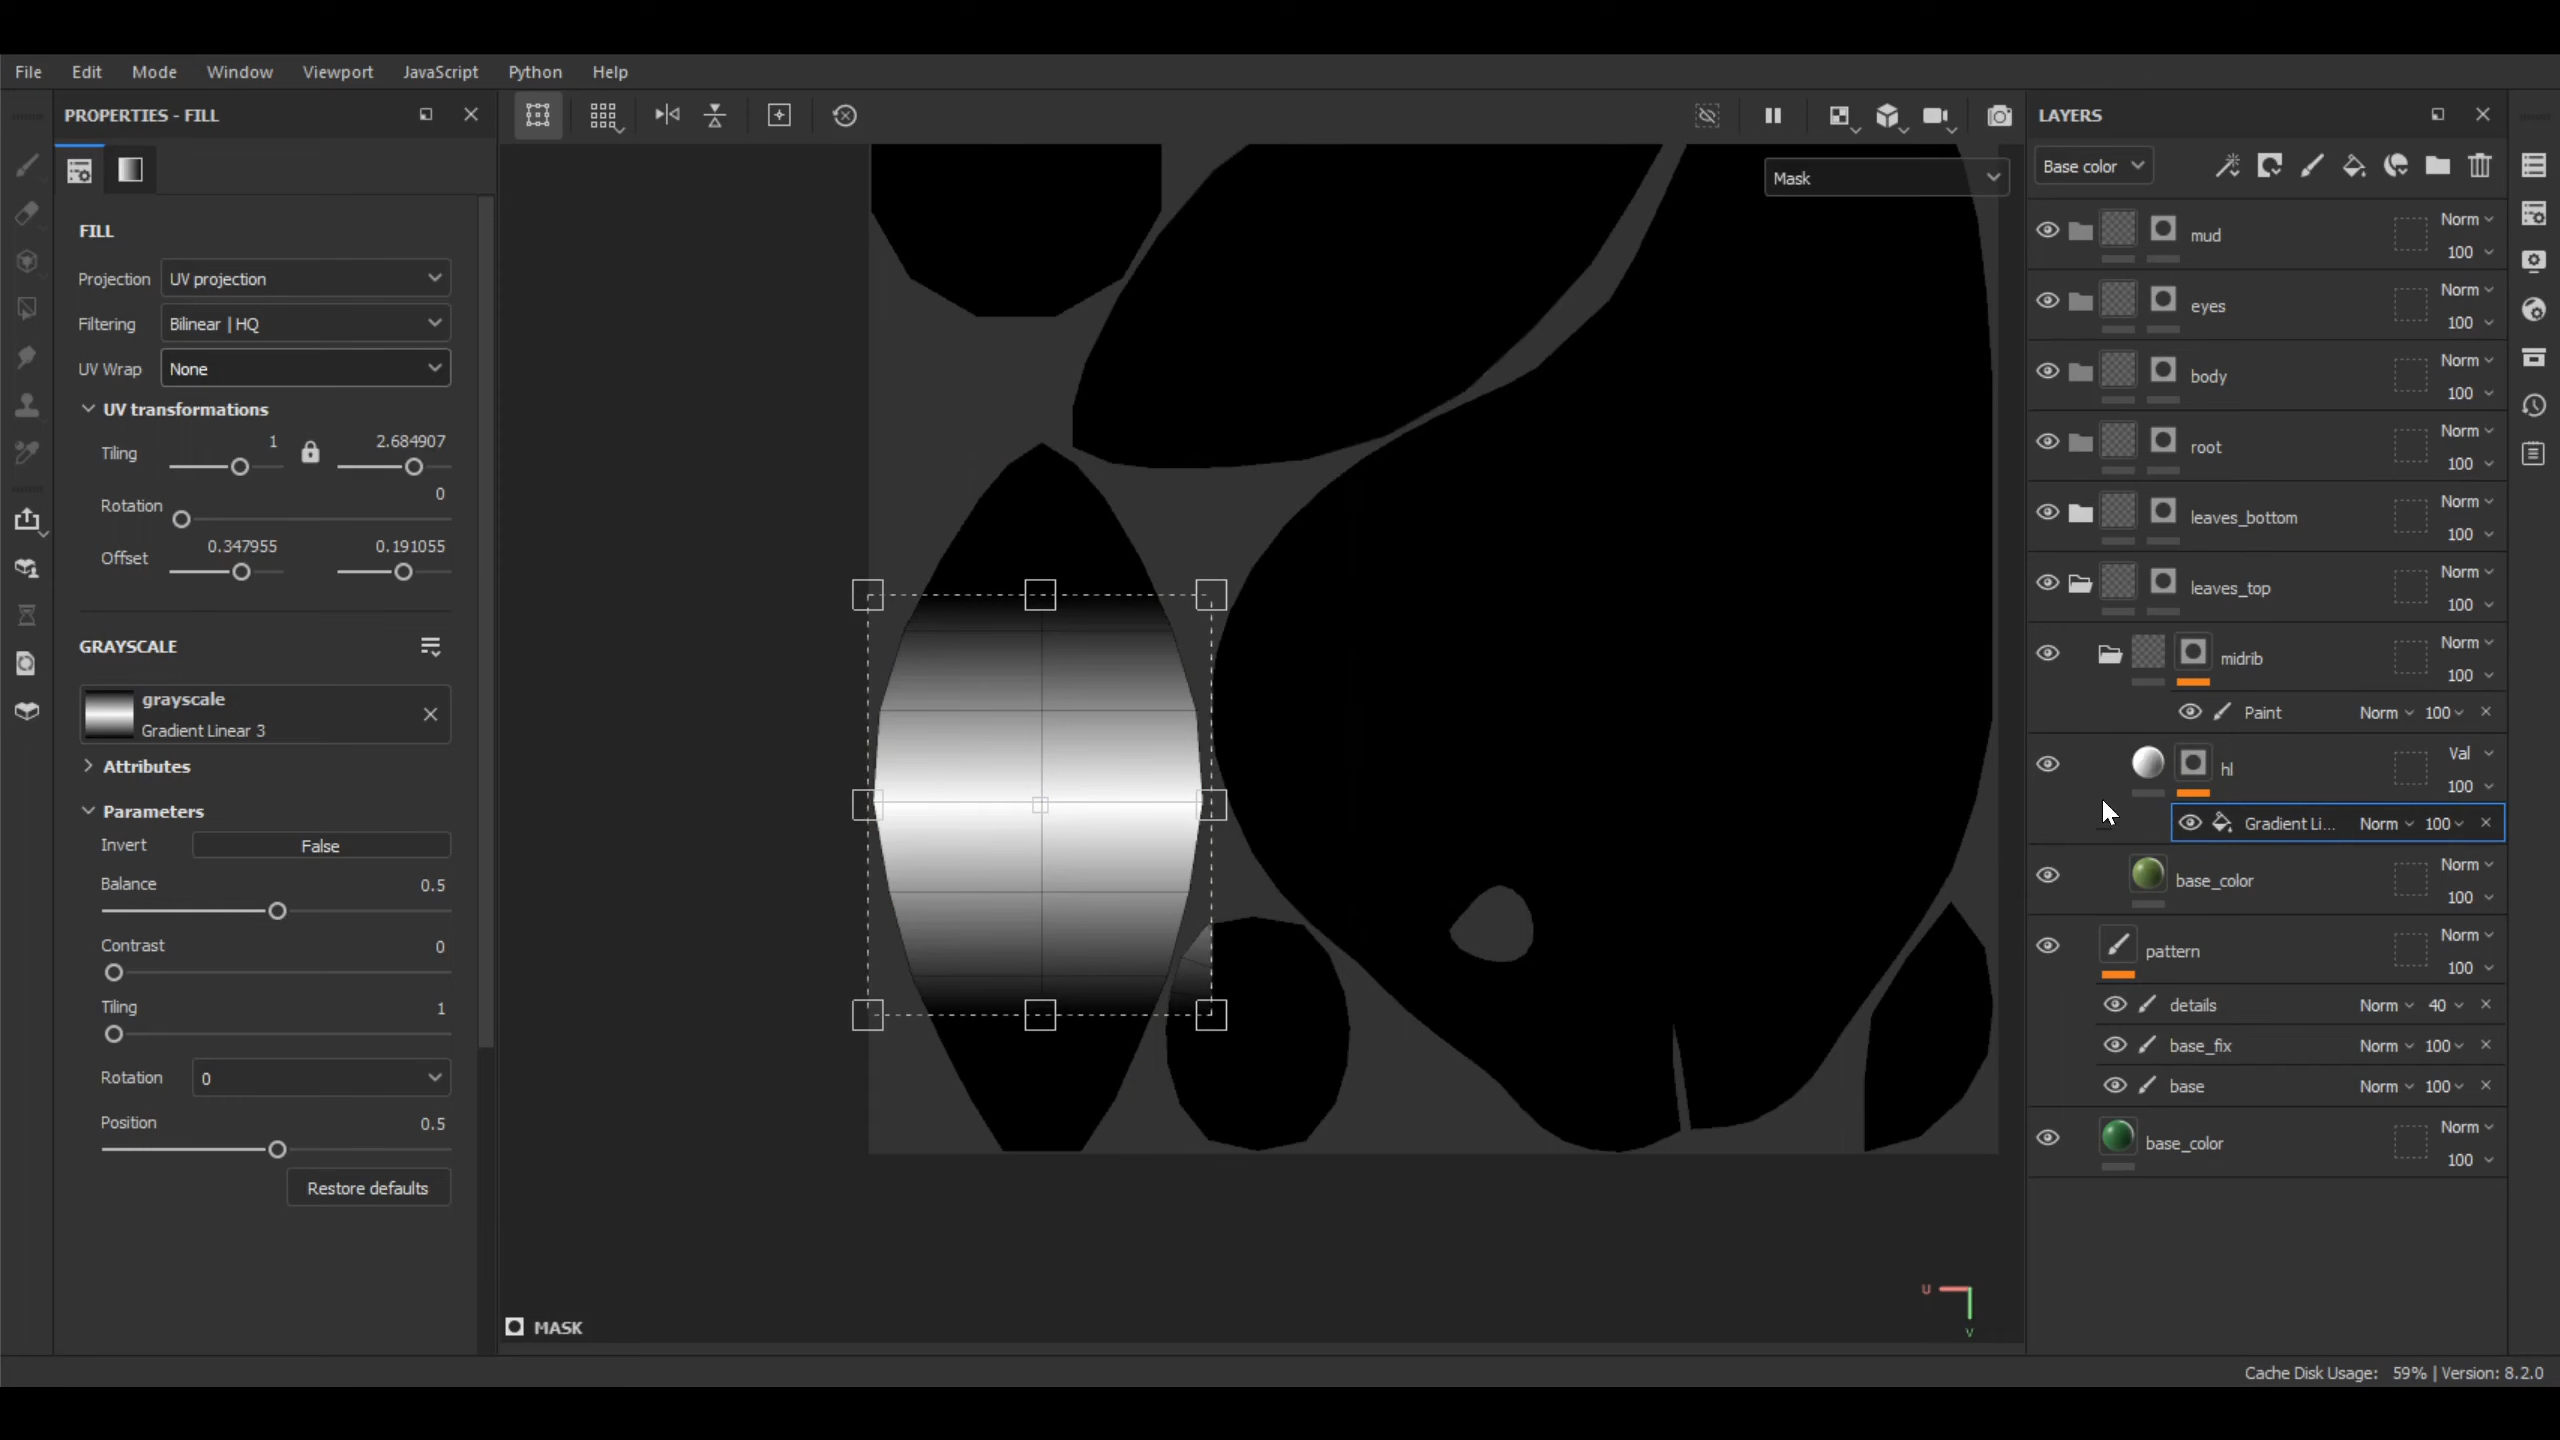 File Edit Mode Window Viewport JavaScript Python Help
PROPERTIES - FILL
FILL
Projection UV projection
Filtering Bilinear | HQ
UV Wrap None
UV transformations
Tiling 1 2.684907
Rotation 0
Offset 0.347955 0.191055
GRAYSCALE
grayscale
Gradient Linear 3
Attributes
Parameters
Invert False
Balance 0.5
Contrast 0
Tiling 1
Rotation 0
Position 0.5
Restore defaults
Mask
MASK
U
V
LAYERS
Base color
mud Norm 100
eyes Norm 100
body Norm 100
root Norm 100
leaves_bottom Norm 100
leaves_top Norm 100
midrib Norm 100
Paint Norm 100
hl Val 100
Gradient Li... Norm 100
base_color Norm 100
pattern Norm 100
details Norm 40
base_fix Norm 100
base Norm 100
base_color Norm 100
Cache Disk Usage: 59% | Version: 8.2.0